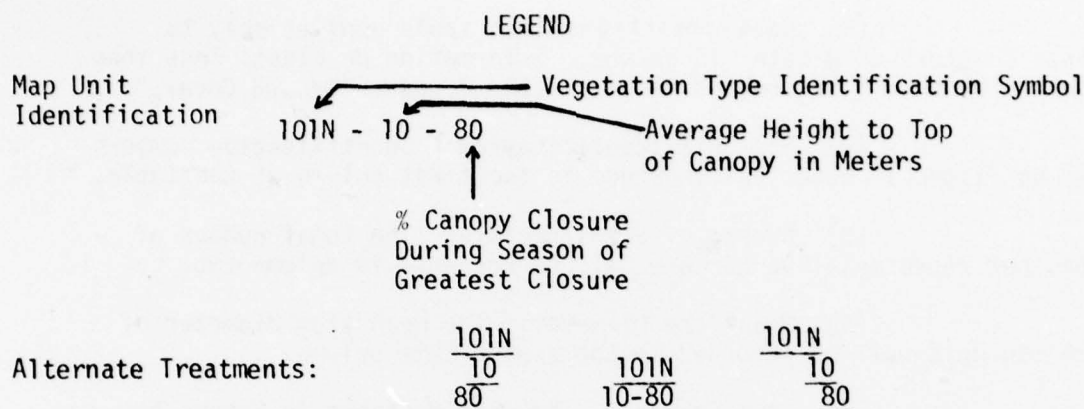 LEGEND
Map Unit
Identification
Vegetation Type Identification Symbol
101N - 10 - 80
Average Height to Top
of Canopy in Meters
% Canopy Closure
During Season of
Greatest Closure
Alternate Treatments:
101N
10
80
101N
10-80
101N
10
80